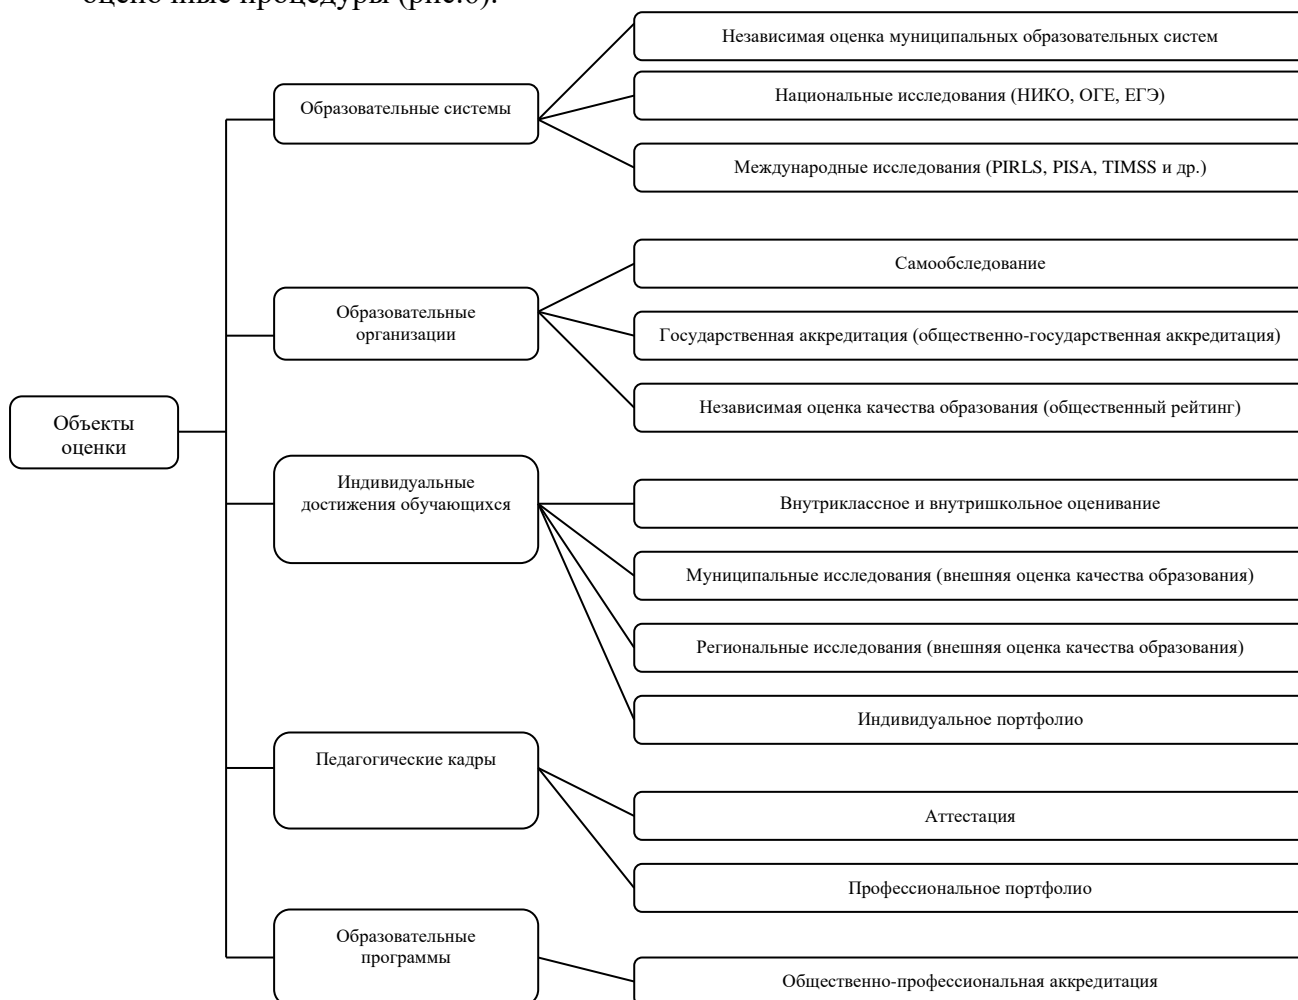 оценочные процедуры (рис.6).
Независимая оценка муниципальных образовательных систем
Образовательные системы
Национальные исследования (НИКО, ОГЕ, ЕГЭ)
Международные исследования (PIRLS, PISA, TIMSS и др.)
Самообследование
Образовательные
организации
Государственная аккредитация (общественно-государственная аккредитация)
Независимая оценка качества образования (общественный рейтинг)
Объекты
оценки
Индивидуальные
достижения обучающихся
Внутриклассное и внутришкольное оценивание
Муниципальные исследования (внешняя оценка качества образования)
Региональные исследования (внешняя оценка качества образования)
Индивидуальное портфолио
Педагогические кадры
Аттестация
Профессиональное портфолио
Образовательные
программы
Общественно-профессиональная аккредитация